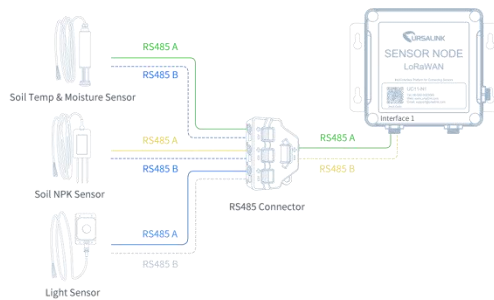 RS485 A
URSALINK
SENSOR NODE
LoRaWAN
RS485 B
Soil Temp & Moisture Sensor
Interface 1
RS485 A
RS485 A
RS485 B
RS485 B
Soil NPK Sensor
RS485 Connector
RS485 A
RS485 B
Light Sensor